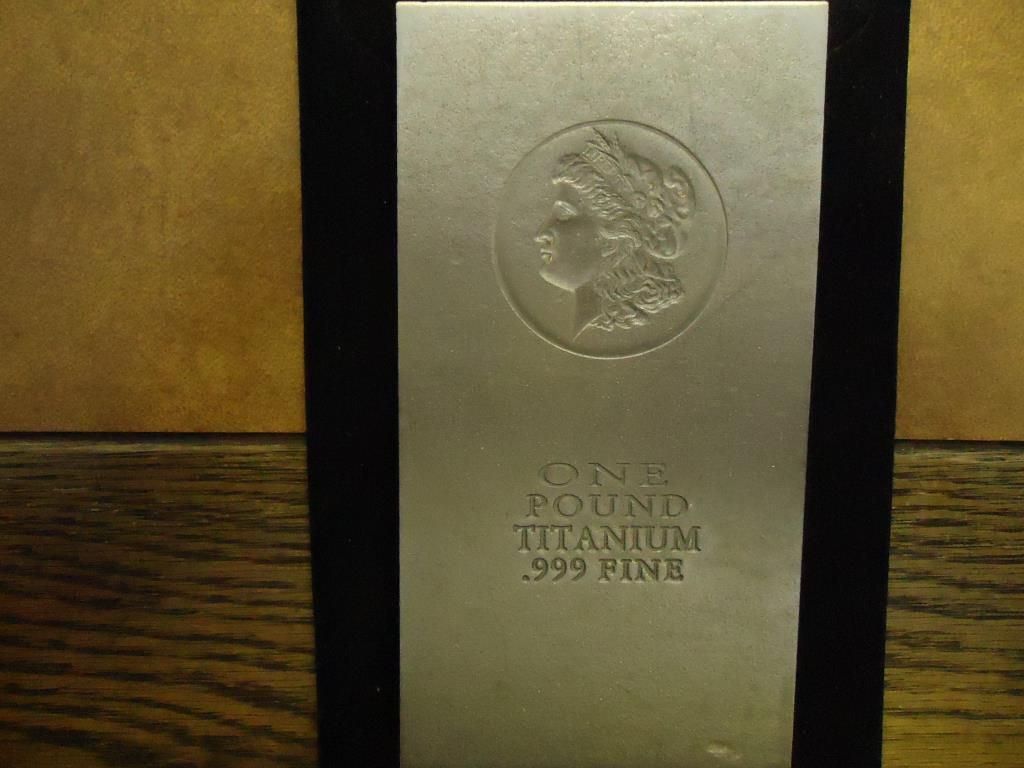 ONE
POUND
TITANIUM
.999 FINE